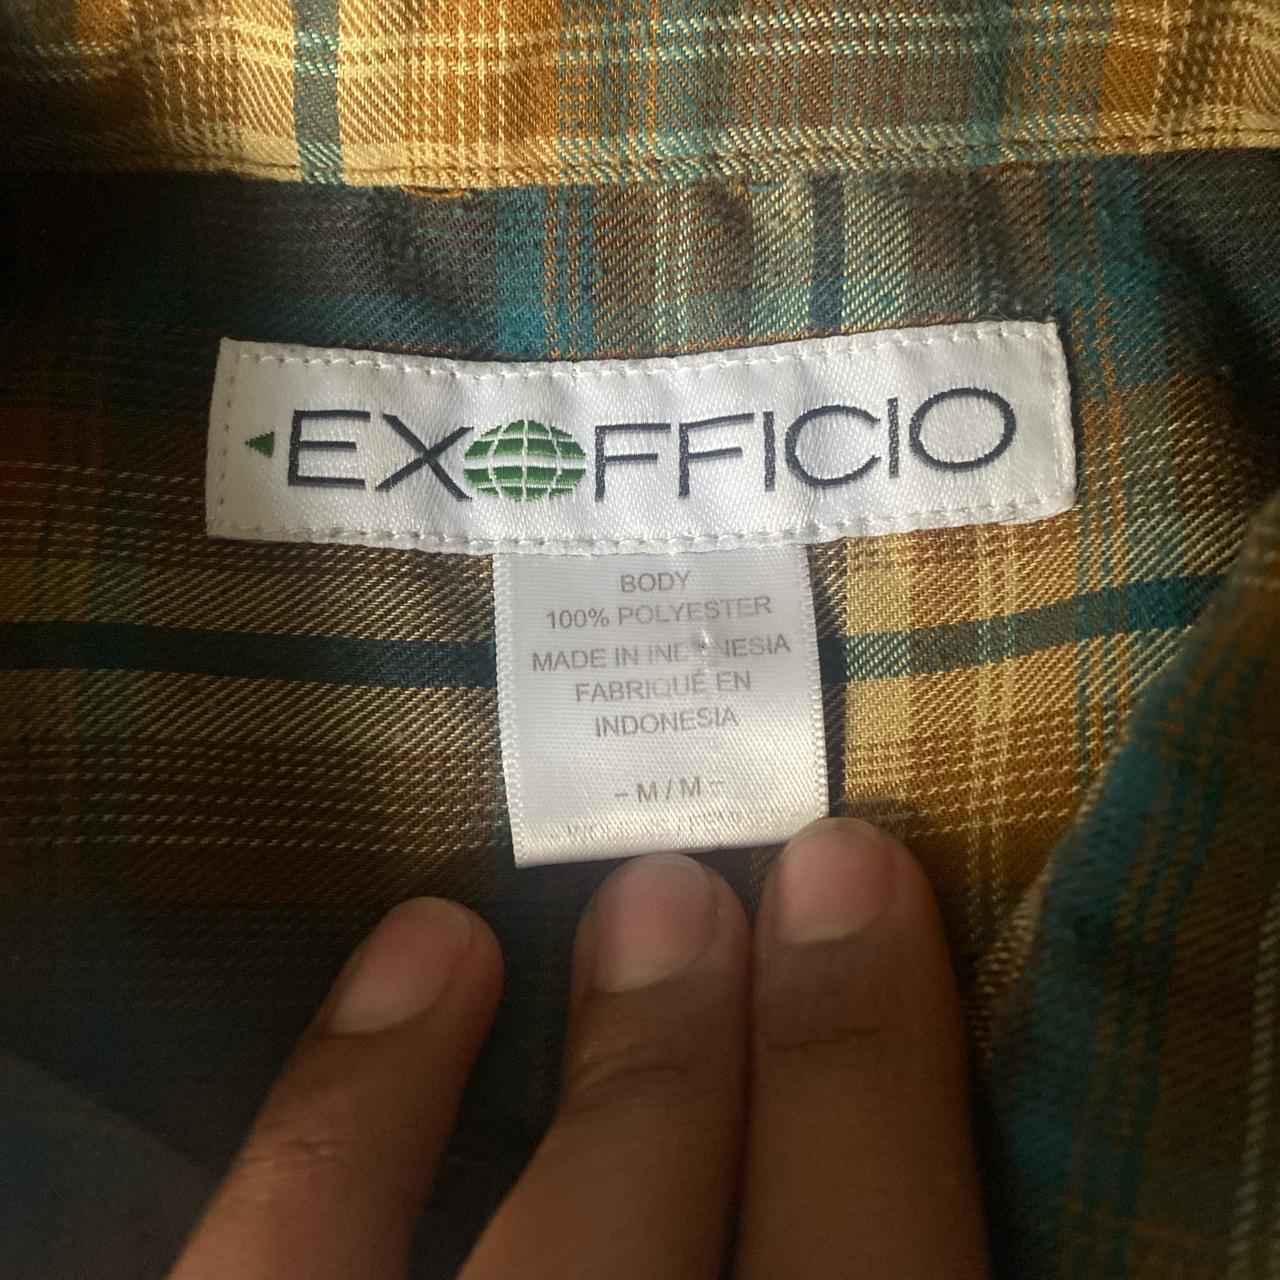 EXOFFICIO
BODY
100% POLYESTER
MADE IN INDONESIA
FABRIQUÉ EN
INDONESIA
– M / M –